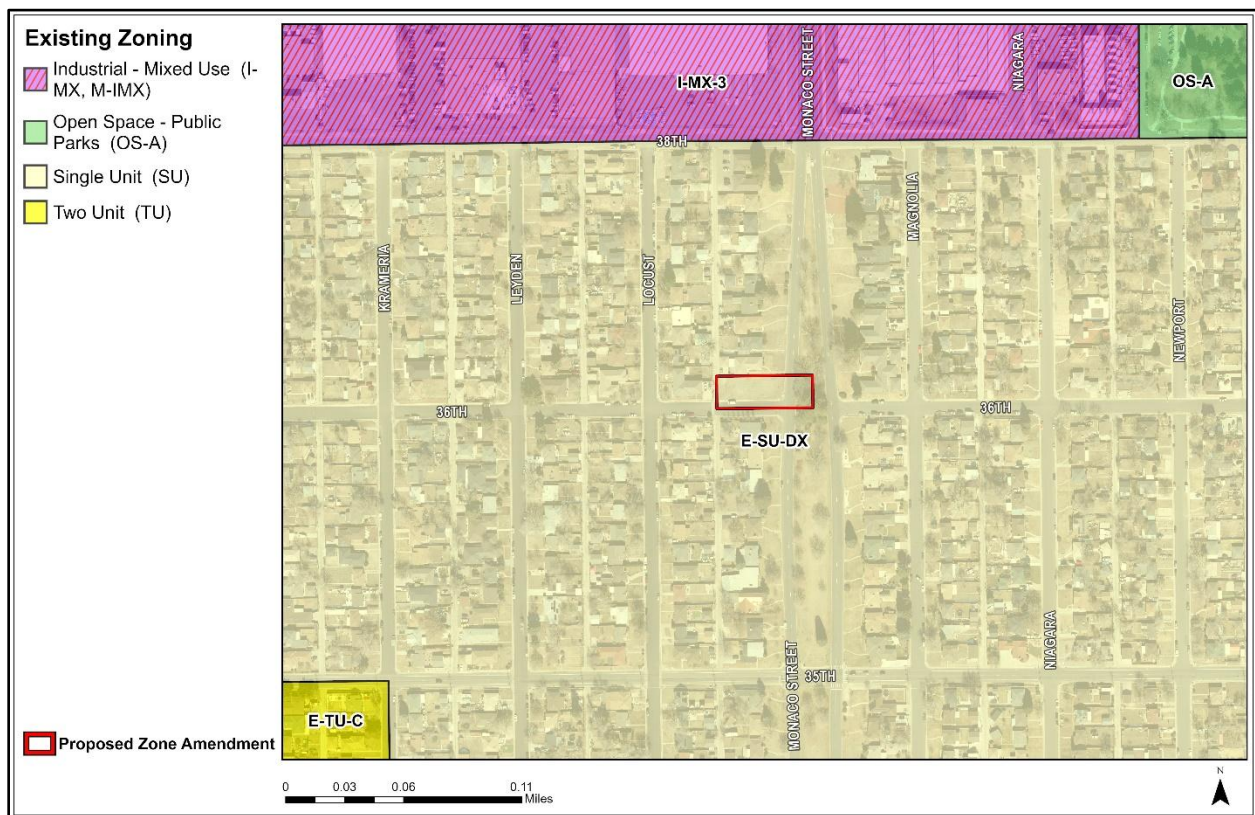 Existing Zoning
Industrial - Mixed Use (I-
MX, M-IMX)
Open Space - Public
Parks (OS-A)
Single Unit (SU)
Two Unit (TU)
Proposed Zone Amendment
MONACO STREET
NIAGARA
I-MX-3
OS-A
38TH
KRAMERIA
LEYDEN
LOCUST
MAGNOLIA
NEWPORT
36TH
36TH
E-SU-DX
NIAGARA
MONACO STREET
35TH
E-TU-C
0 0.03 0.06 0.11
Miles
N